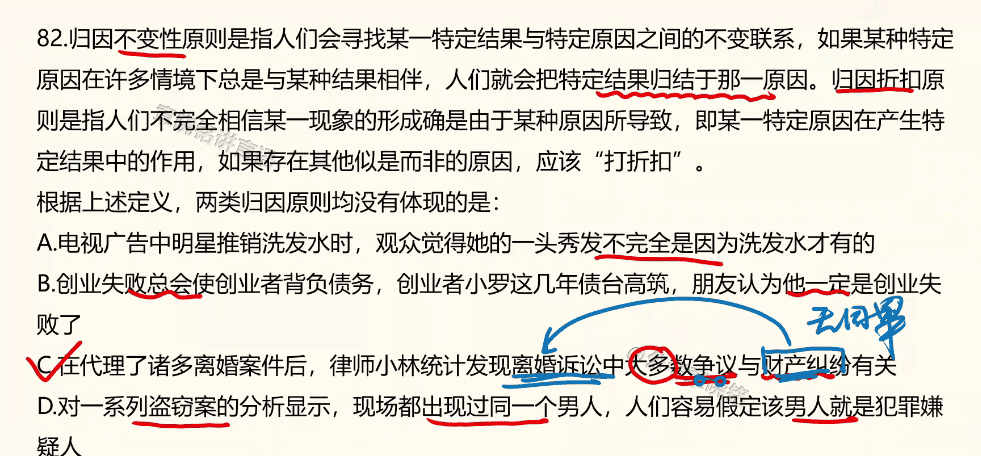 82.归因不变性原则是指人们会寻找某一特定结果与特定原因之间的不变联系，如果某种特定
原因在许多情境下总是与某种结果相伴，人们就会把特定结果归结于那一原因。归因折扣原
则是指人们不完全相信某一现象的形成确是由于某种原因所导致，即某一特定原因在产生特
定结果中的作用，如果存在其他似是而非的原因，应该“打折扣”。
根据上述定义，两类归因原则均没有体现的是：
A.电视广告中明星推销洗发水时，观众觉得她的一头秀发不完全是因为洗发水才有的
B.创业失败总会使创业者背负债务，创业者小罗这几年债台高筑，朋友认为他一定是创业失
败了
无因果
C.在代理了诸多离婚案件后，律师小林统计发现离婚诉讼中大多数争议与财产纠纷有关
D.对一系列盗窃案的分析显示，现场都出现过同一个男人，人们容易假定该男人就是犯罪嫌
疑人